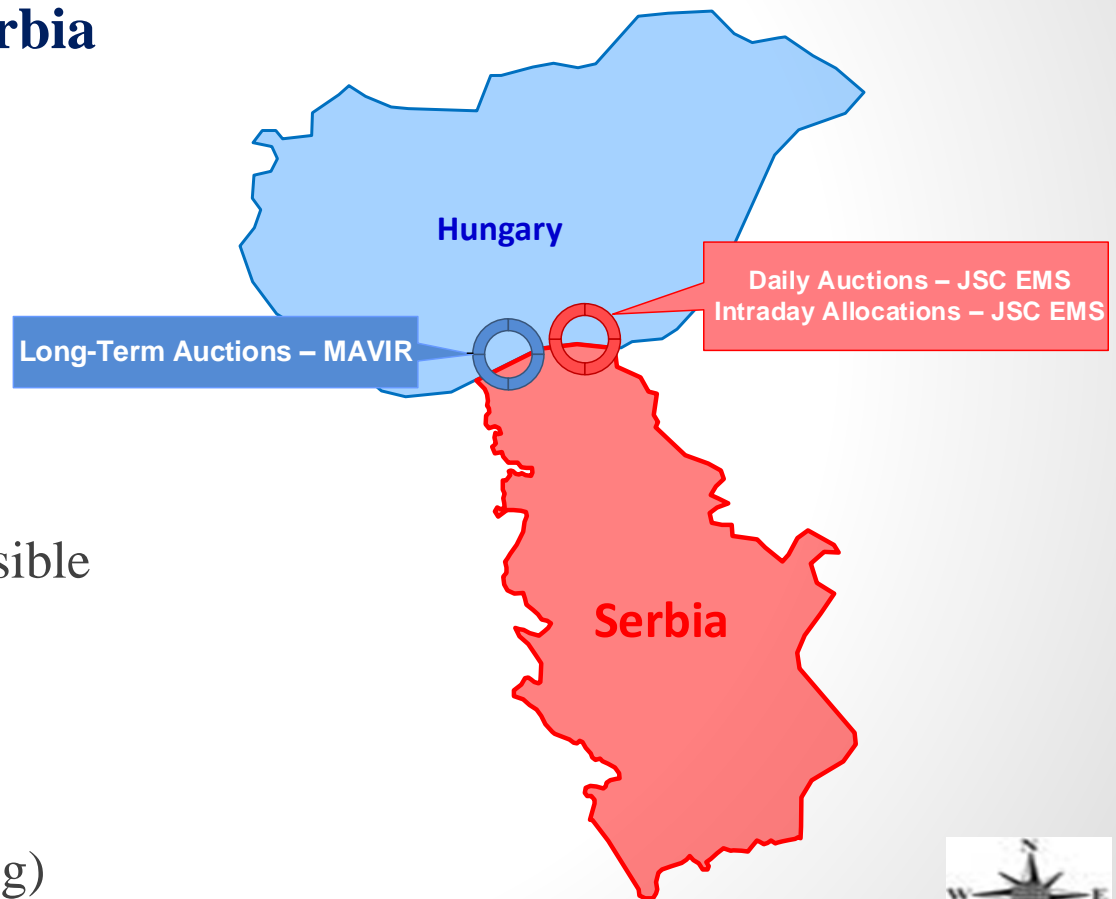 rbia
Hungary
Daily Auctions – JSC EMS
Intraday Allocations – JSC EMS
Long-Term Auctions – MAVIR
sible
Serbia
g)
N
W E